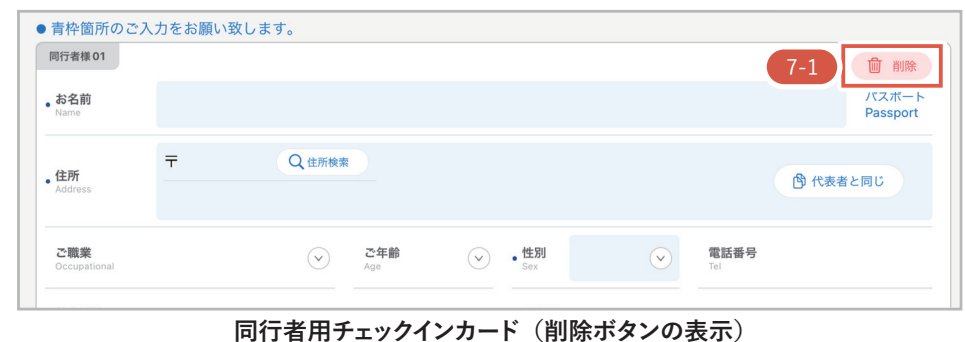 ● 青枠箇所のご入力をお願い致します。
同行者様01
7-1
削除
お名前
Name
パスポート
Passport
住所
Address
〒
住所検索
代表者と同じ
ご職業
Occupational
ご年齢
Age
性別
Sex
電話番号
Tel
同行者用チェックインカード（削除ボタンの表示）